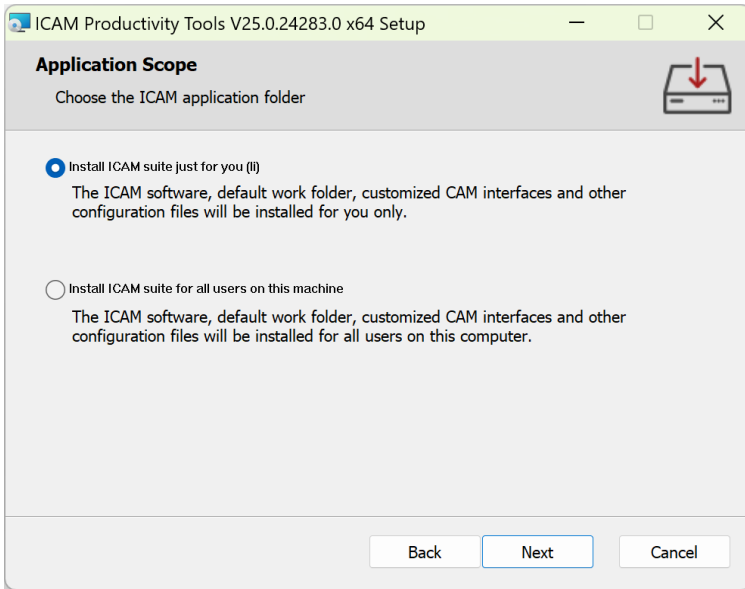 ICAM Productivity Tools V25.0.24283.0 x64 Setup
Application Scope
Choose the ICAM application folder
Install ICAM suite just for you (li)
The ICAM software, default work folder, customized CAM interfaces and other
configuration files will be installed for you only.
Install ICAM suite for all users on this machine
The ICAM software, default work folder, customized CAM interfaces and other
configuration files will be installed for all users on this computer.
Back
Next
Cancel